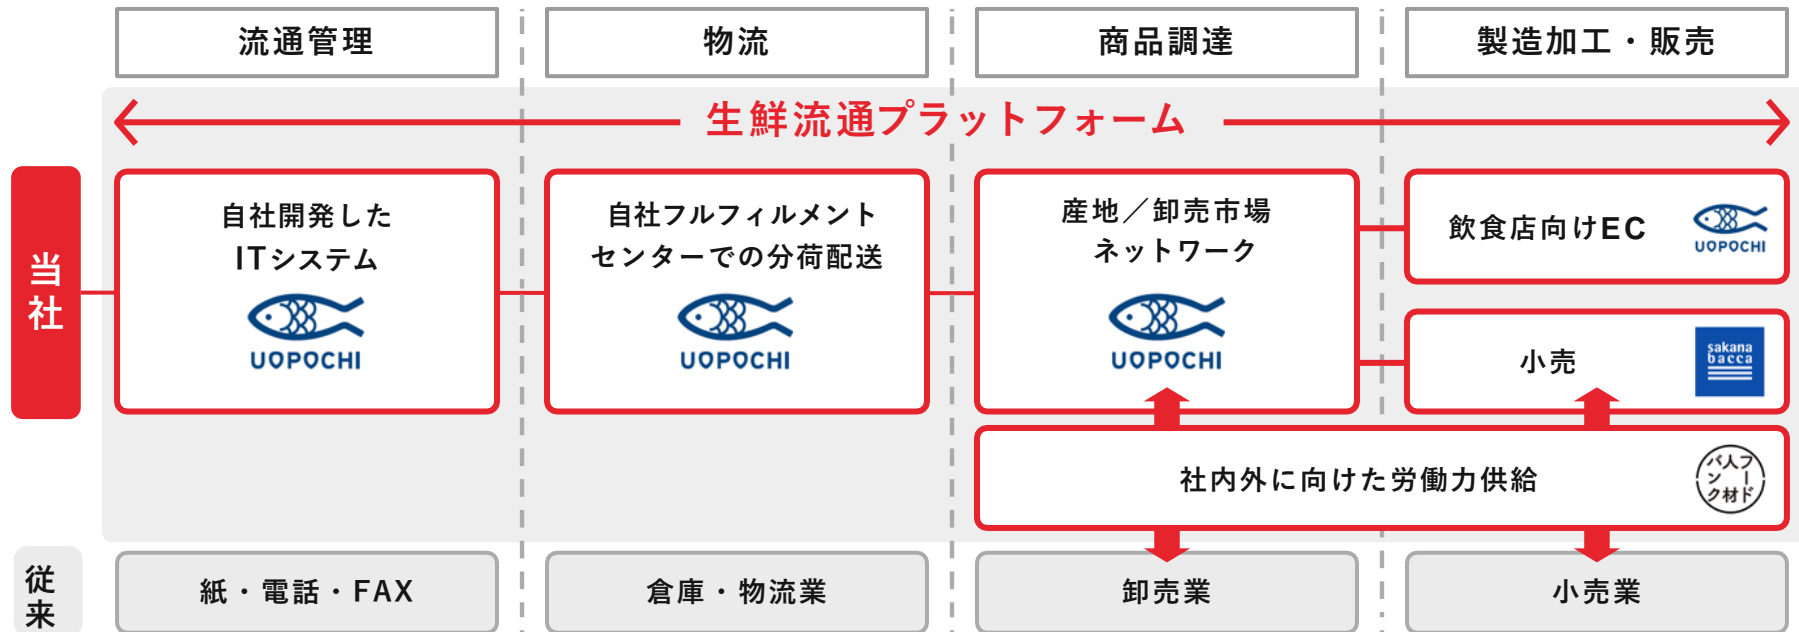 流通管理
物流
商品調達
製造加工・販売
生鮮流通プラットフォーム
当社
自社開発した
ITシステム
UOPOCHI
自社フルフィルメント
センターでの分荷配送
UOPOCHI
産地／卸売市場
ネットワーク
UOPOCHI
飲食店向けEC
UOPOCHI
小売
sakana
bacca
社内外に向けた労働力供給
フード
人材
バンク
従来
紙・電話・FAX
倉庫・物流業
卸売業
小売業